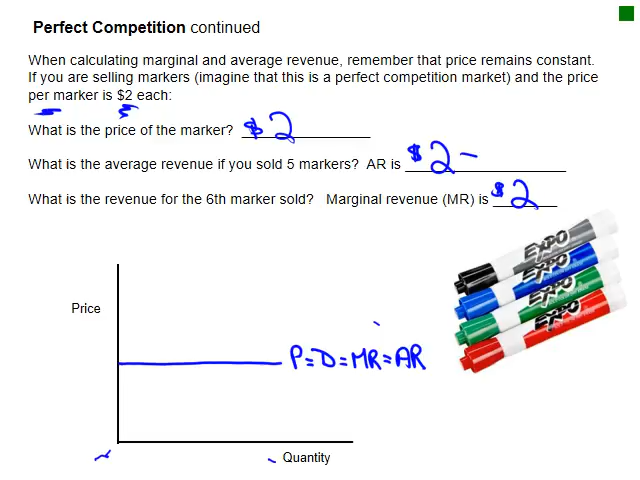 Perfect Competition continued
When calculating marginal and average revenue, remember that price remains constant.
If you are selling markers (imagine that this is a perfect competition market) and the price
per marker is $2 each:
What is the price of the marker? $2
What is the average revenue if you sold 5 markers? AR is $2
What is the revenue for the 6th marker sold? Marginal revenue (MR) is $2
EXPO
EXPO
EXPO
EXPO
Price
P=D=MR=AR
Quantity